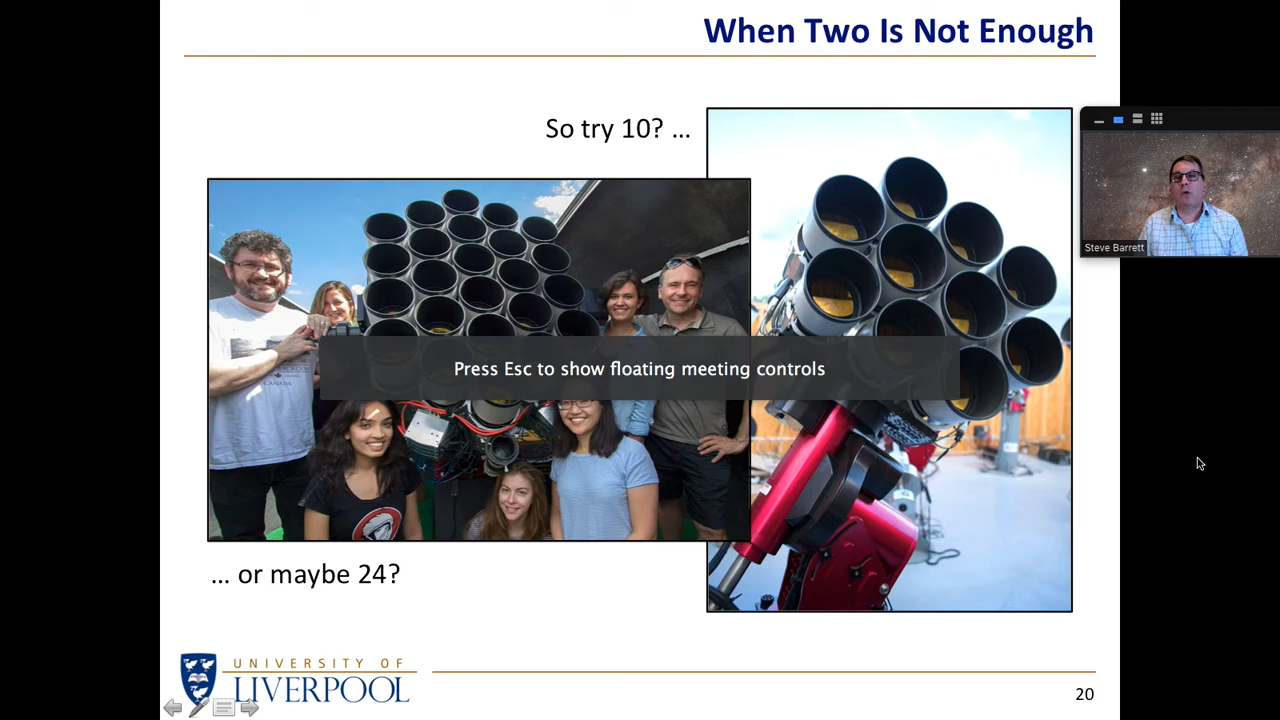 When Two Is Not Enough
So try 10? ...
Steve Barrett
CANADA
Press Esc to show floating meeting controls
... or maybe 24?
UNIVERSITY OF
LIVERPOOL
20